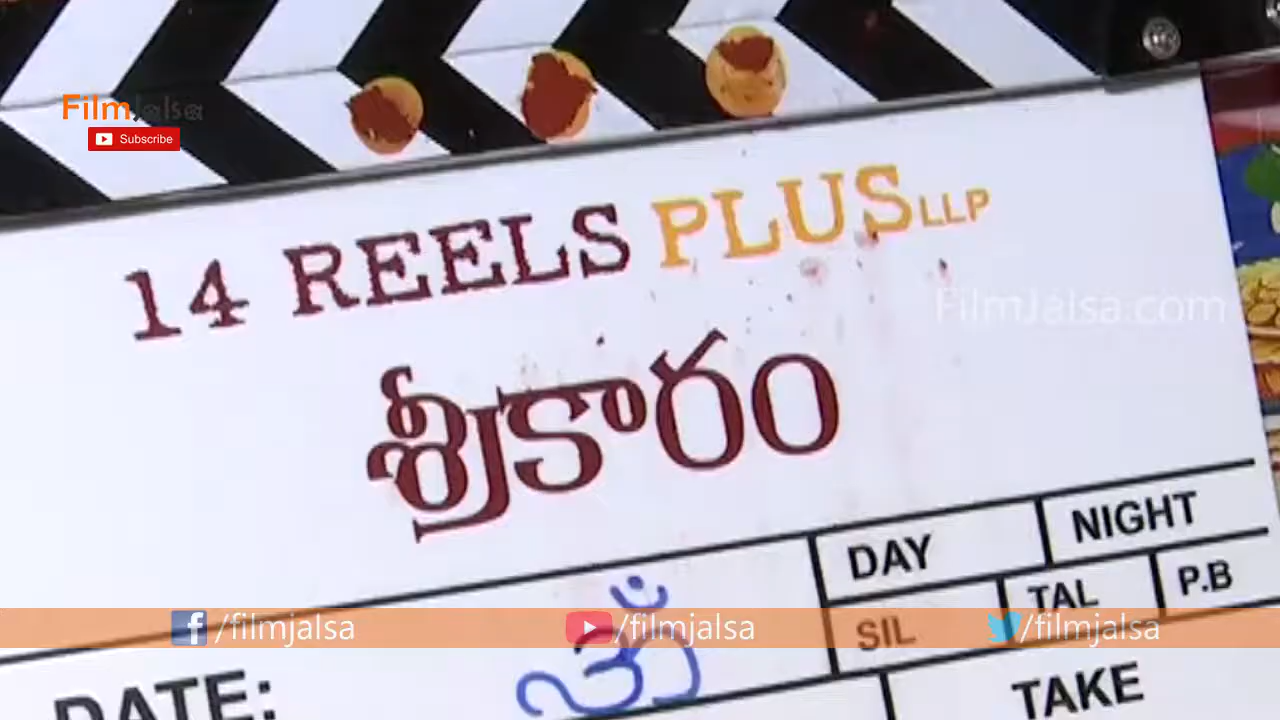 FilmJalsa
Subscribe
14 REELS PLUS LLP
FilmJalsa.com
శ్రీకారం
DAY NIGHT
SIL TAL P.B
/filmjalsa /filmjalsa /filmjalsa
DATE: ఓం TAKE